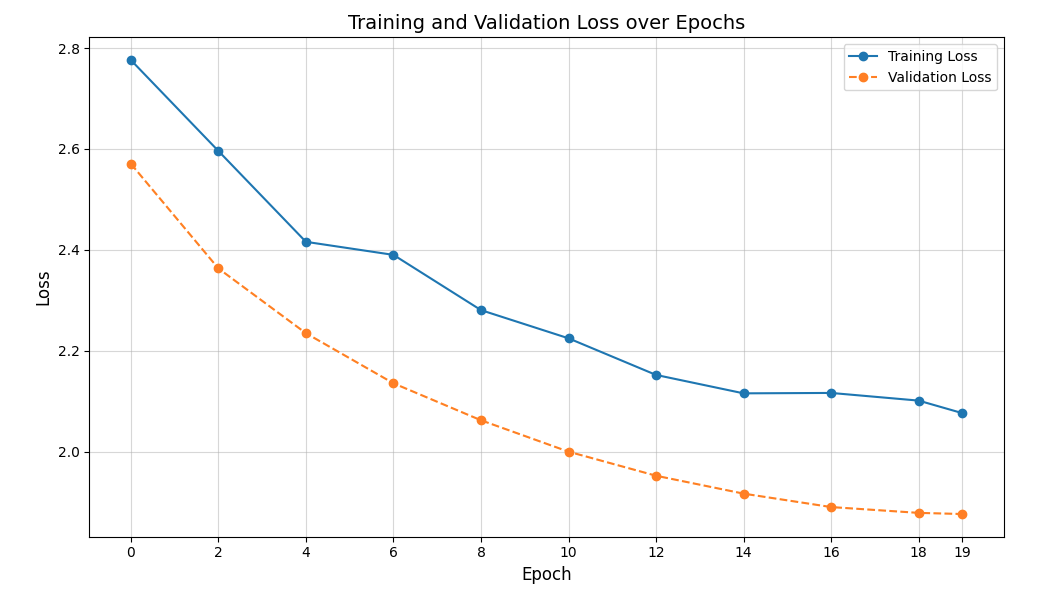 Training and Validation Loss over Epochs
Training Loss
Validation Loss
2.8
2.6
2.4
2.2
2.0
Loss
0 2 4 6 8 10 12 14 16 18 19
Epoch